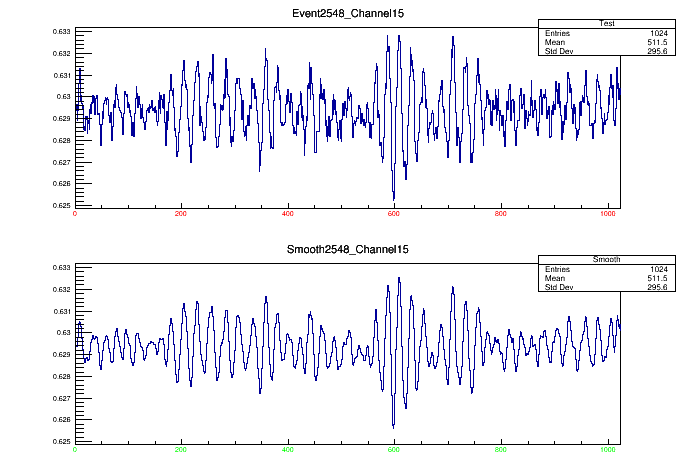 Event2548_Channel15
Test
Entries 1024
Mean 511.5
Std Dev 295.6
0.633
0.632
0.631
0.63
0.629
0.628
0.627
0.626
0.625
0 200 400 600 800 1000
Smooth2548_Channel15
Smooth
Entries 1024
Mean 511.5
Std Dev 295.6
0.633
0.632
0.631
0.63
0.629
0.628
0.627
0.626
0.625
0 200 400 600 800 1000